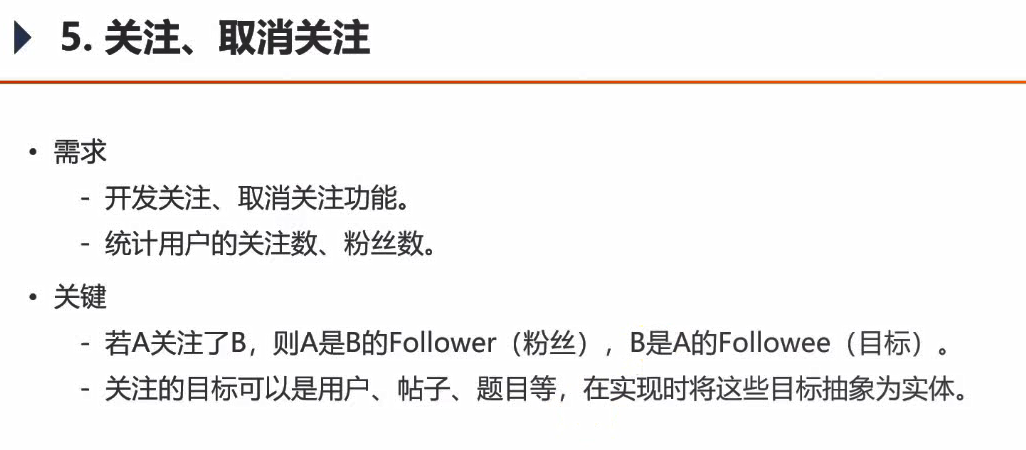 5. 关注、取消关注
• 需求
- 开发关注、取消关注功能。
- 统计用户的关注数、粉丝数。
• 关键
- 若A关注了B，则A是B的Follower（粉丝），B是A的Followee（目标）。
- 关注的目标可以是用户、帖子、题目等，在实现时将这些目标抽象为实体。